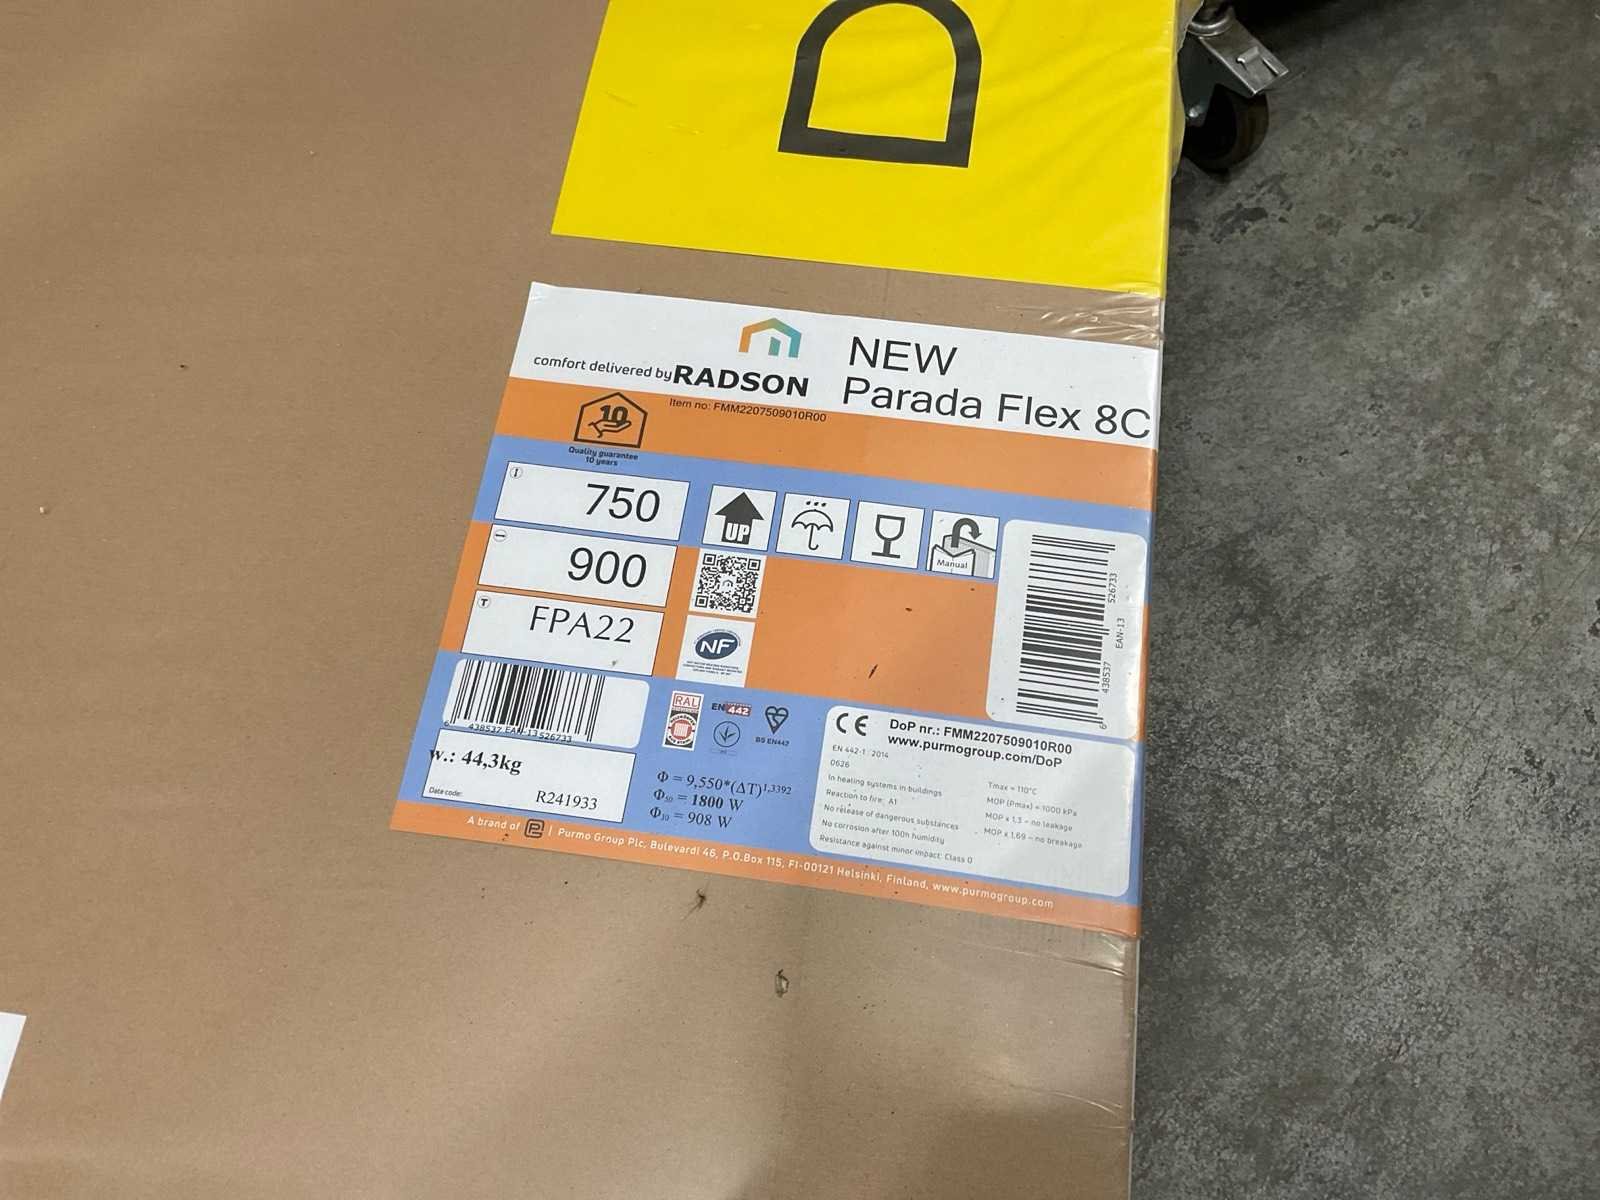 D
NEW
Parada Flex 8C
comfort delivered by RADSON
Item no: FMM2207509010R00
10
Quality guarantee
10 years
750
900
T
FPA22
UP
Manual
NF
6 438537 EAN-13 526733
6 438537 EAN-13 526733
w.: 44,3kg
Date code:
R241933
RAL
EN 442
BS EN442
Φ = 9,550*(ΔT)1,3392
Φ50 = 1800 W
Φ30 = 908 W
CE
DoP nr.: FMM2207509010R00
www.purmogroup.com/DoP
EN 442-1 : 2014
0626
In heating systems in buildings
Reaction to fire: A1
No release of dangerous substances
No corrosion after 100h humidity
Resistance against minor impact: Class 0
Tmax = 110°C
MOP (Pmax) = 1000 kPa
MOP x 1,3 – no leakage
MOP x 1,69 – no breakage
A brand of | Purmo Group Plc, Bulevardi 46, P.O.Box 115, FI-00121 Helsinki, Finland, www.purmogroup.com